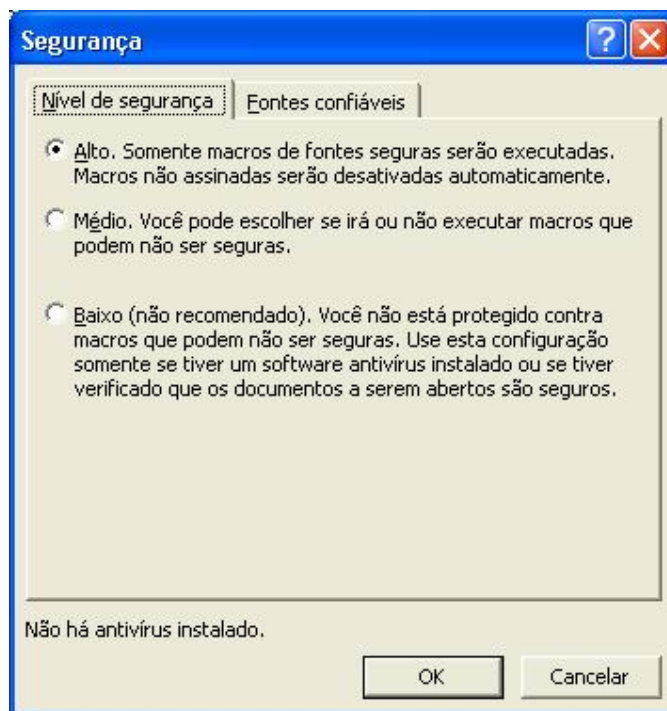 Segurança
Nível de segurança
Fontes confiáveis
Alto. Somente macros de fontes seguras serão executadas.
Macros não assinadas serão desativadas automaticamente.
Médio. Você pode escolher se irá ou não executar macros que
podem não ser seguras.
Baixo (não recomendado). Você não está protegido contra
macros que podem não ser seguras. Use esta configuração
somente se tiver um software antivírus instalado ou se tiver
verificado que os documentos a serem abertos são seguros.
Não há antivírus instalado.
OK
Cancelar